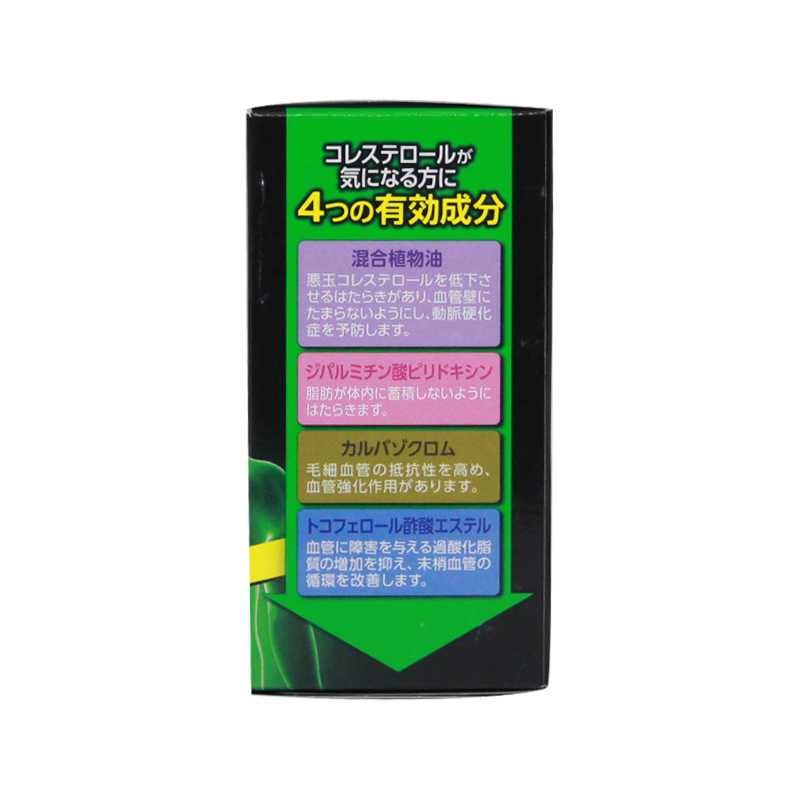 コレステロールが
気になる方に
4つの有効成分
混合植物油
悪玉コレステロールを低下さ
せるはたらきがあり、血管壁に
たまらないようにし、動脈硬化
症を予防します。
ジパルミチン酸ピリドキシン
脂肪が体内に蓄積しないように
はたらきます。
カルバゾクロム
毛細血管の抵抗性を高め、
血管強化作用があります。
トコフェロール酢酸エステル
血管に障害を与える過酸化脂
質の増加を抑え、末梢血管の
循環を改善します。